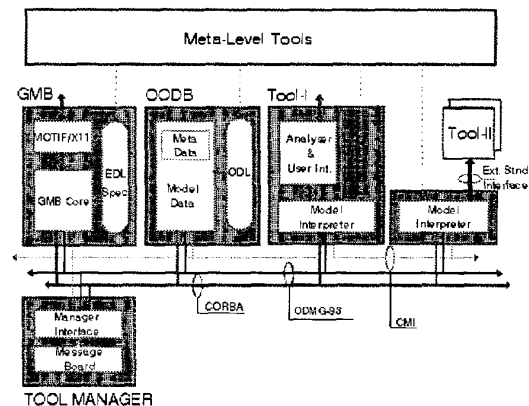 Meta-Level Tools
GMB
OODB
Tool-I
MOTIF/X11
GMB Core
EDL
Spec
Meta
Data
Model
Data
ODL
Analyser
&
User Int.
Model
Interpreter
Tool-II
Ext. Stnd
Interface
Model
Interpreter
CORBA
ODMG-93
CMI
Manager
Interface
Message
Board
TOOL MANAGER